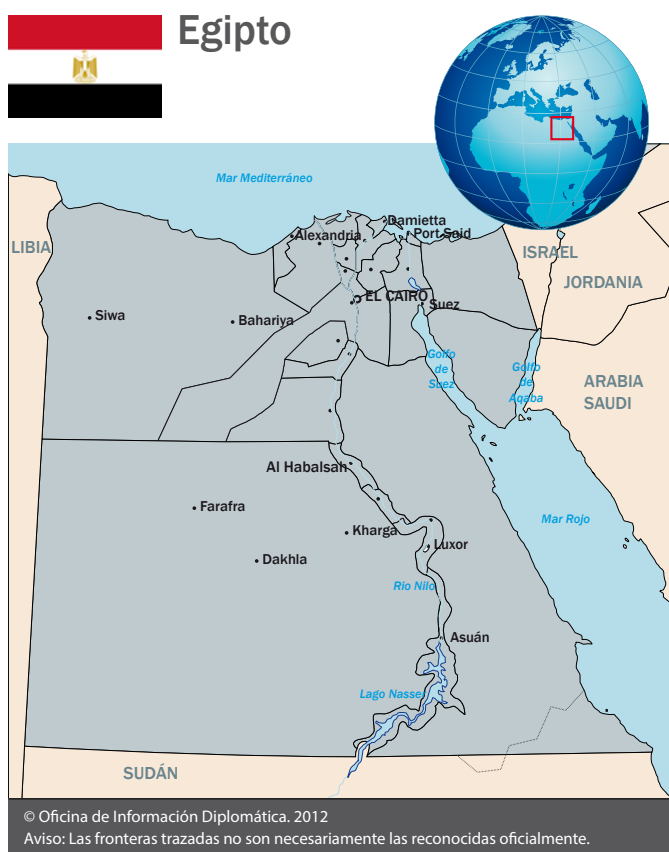 Egipto
Mar Mediterráneo
Damietta
Alexandria
Port Said
LIBIA
ISRAEL
JORDANIA
EL CAIRO
Suez
Siwa
Bahariya
Golfo
de
Suez
Golfo
de
Aqaba
ARABIA
SAUDI
Al Habalsah
Farafra
Mar Rojo
Kharga
Luxor
Dakhla
Rio Nilo
Asuán
Lago Nasser
SUDÁN
© Oficina de Información Diplomática. 2012
Aviso: Las fronteras trazadas no son necesariamente las reconocidas oficialmente.